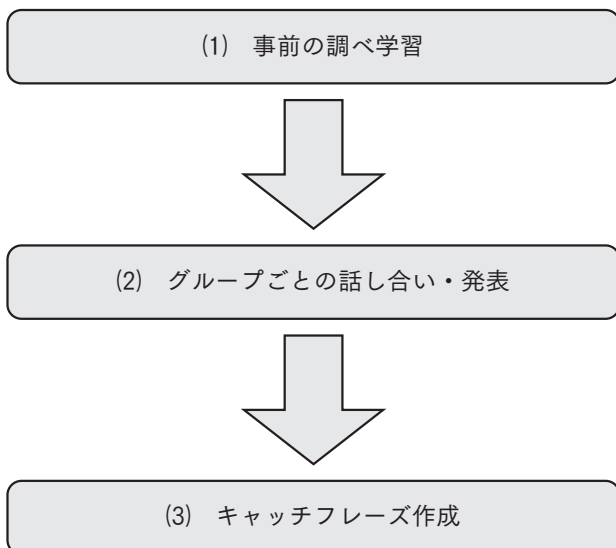 (1) 事前の調べ学習
(2) グループごとの話し合い・発表
(3) キャッチフレーズ作成